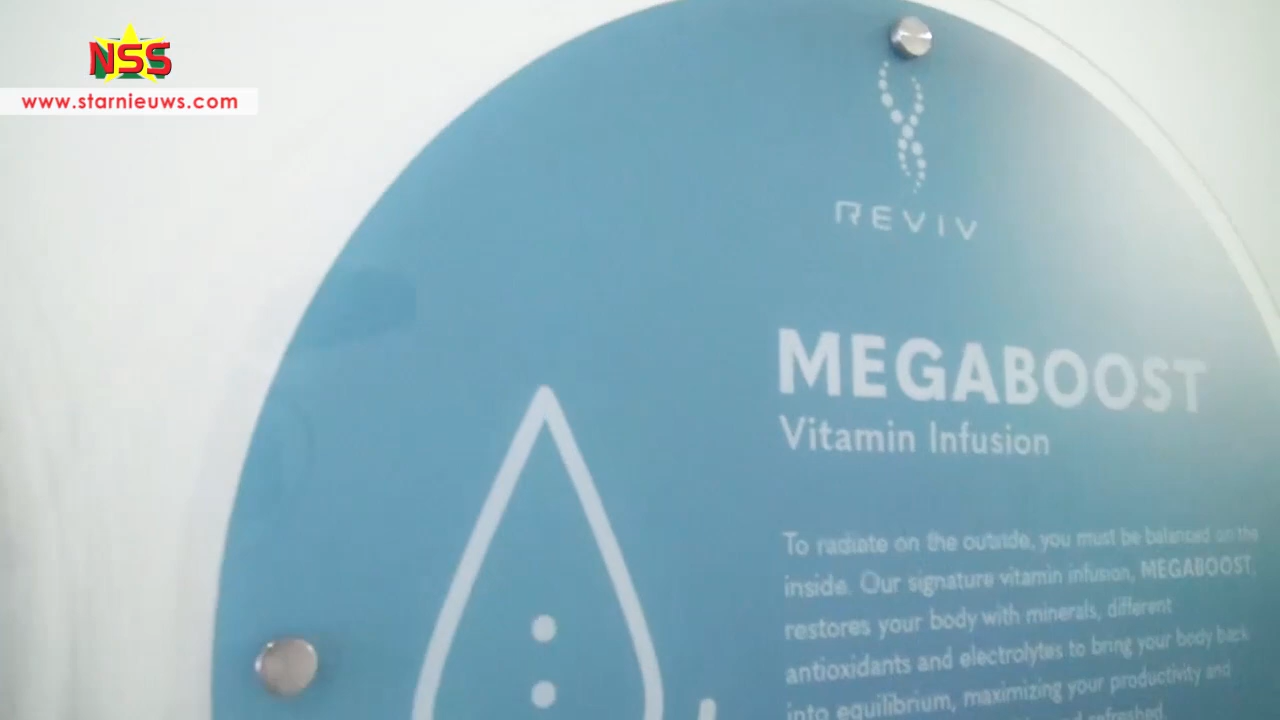 NSS
www.starnieuws.com
REVIV
MEGABOOST
Vitamin Infusion
To radiate on the outside, you must be balanced on the
inside. Our signature vitamin infusion, MEGABOOST,
restores your body with minerals, different
antioxidants and electrolytes to bring your body back
into equilibrium, maximizing your productivity and
refreshed.